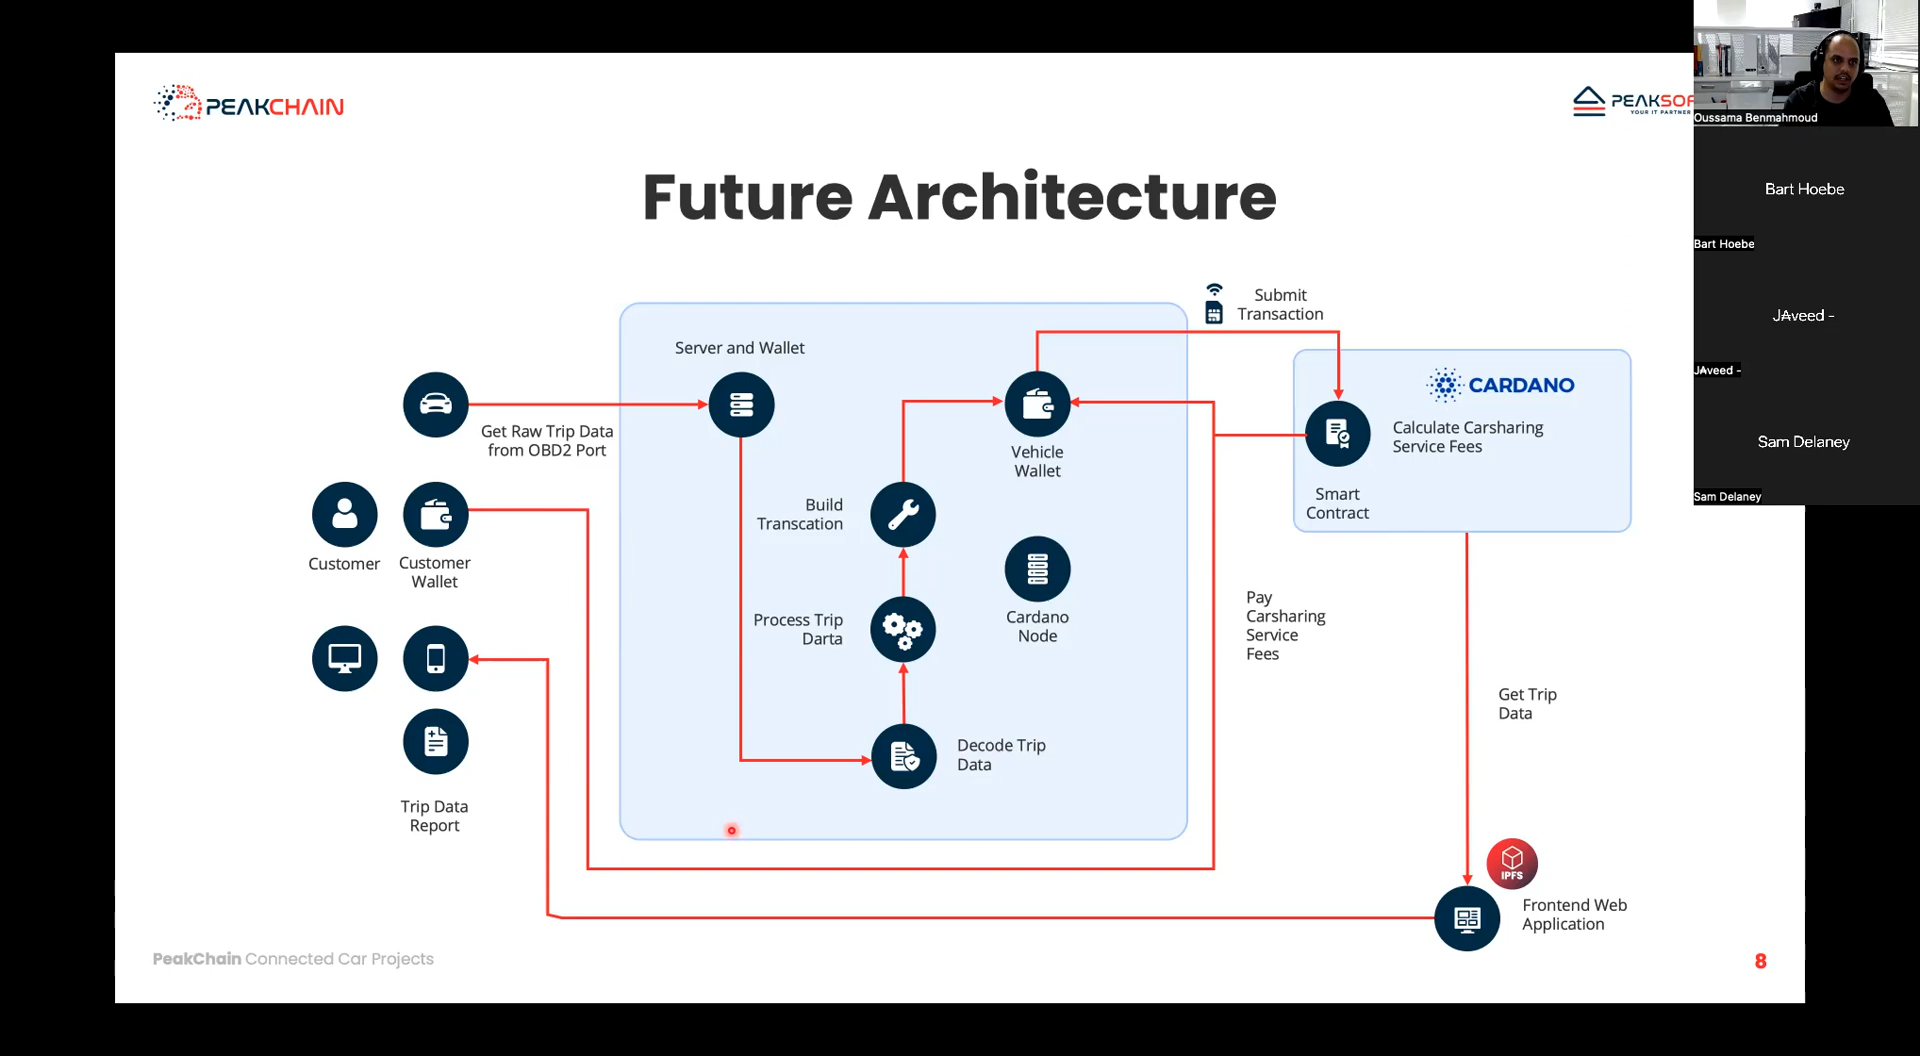 PEAKCHAIN
PEAKSOF
YOUR IT PARTNER
Oussama Benmahmoud
Bart Hoebe
Bart Hoebe
JAveed -
JAveed -
Sam Delaney
Sam Delaney
Future Architecture
Submit
Transaction
Server and Wallet
CARDANO
Get Raw Trip Data
from OBD2 Port
Calculate Carsharing
Service Fees
Vehicle
Wallet
Smart
Contract
Build
Transcation
Customer
Customer
Wallet
Process Trip
Darta
Cardano
Node
Pay
Carsharing
Service
Fees
Get Trip
Data
Decode Trip
Data
Trip Data
Report
IPFS
Frontend Web
Application
PeakChain Connected Car Projects
8